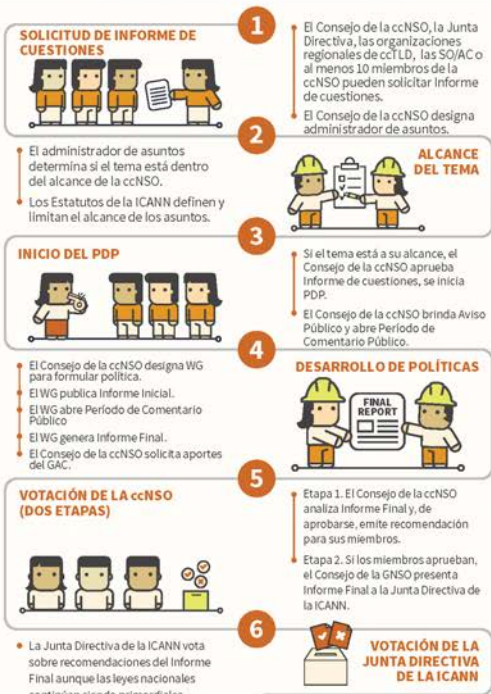 1
SOLICITUD DE INFORME DE
CUESTIONES
El Consejo de la ccNSO, la Junta
Directiva, las organizaciones
regionales de ccTLD, las SO/AC o
al menos 10 miembros de la
ccNSO pueden solicitar Informe
de cuestiones.
El Consejo de la ccNSO designa
administrador de asuntos.
2
El administrador de asuntos
determina si el tema está dentro
del alcance de la ccNSO.
Los Estatutos de la ICANN definen y
limitan el alcance de los asuntos.
ALCANCE
DEL TEMA
3
INICIO DEL PDP
Si el tema está a su alcance, el
Consejo de la ccNSO aprueba
Informe de cuestiones, se inicia
PDP.
El Consejo de la ccNSO brinda Aviso
Público y abre Período de
Comentario Público.
4
El Consejo de la ccNSO designa WG
para formular política.
El WG publica Informe Inicial.
El WG abre Período de Comentario
Público
El WG genera Informe Final.
El Consejo de la ccNSO solicita aportes
del GAC.
DESARROLLO DE POLÍTICAS
FINAL
REPORT
5
VOTACIÓN DE LA ccNSO
(DOS ETAPAS)
Etapa 1. El Consejo de la ccNSO
analiza Informe Final y, de
aprobarse, emite recomendación
para sus miembros.
Etapa 2. Si los miembros aprueban,
el Consejo de la GNSO presenta
Informe Final a la Junta Directiva de
la ICANN.
6
La Junta Directiva de la ICANN vota
sobre recomendaciones del Informe
Final aunque las leyes nacionales
continúan siendo primordiales
VOTACIÓN DE LA
JUNTA DIRECTIVA
DE LA ICANN